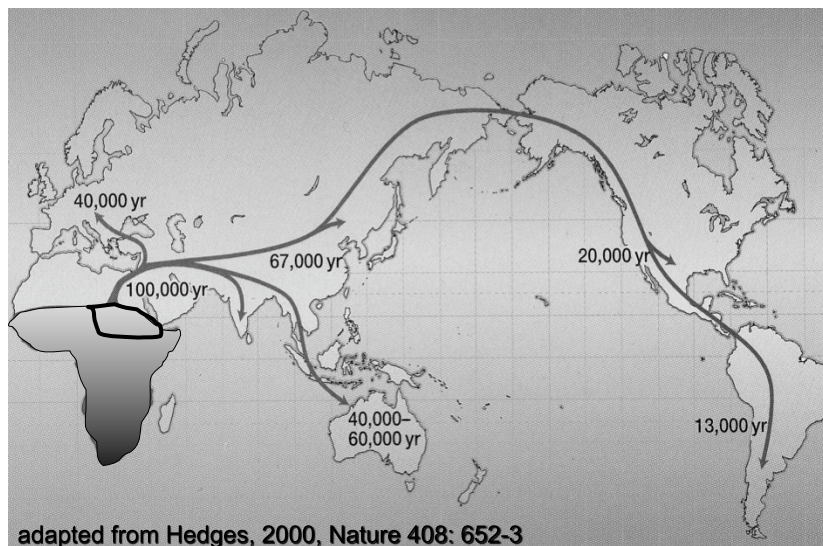 40,000 yr
67,000 yr
20,000 yr
100,000 yr
40,000–
60,000 yr
13,000 yr
adapted from Hedges, 2000, Nature 408: 652-3